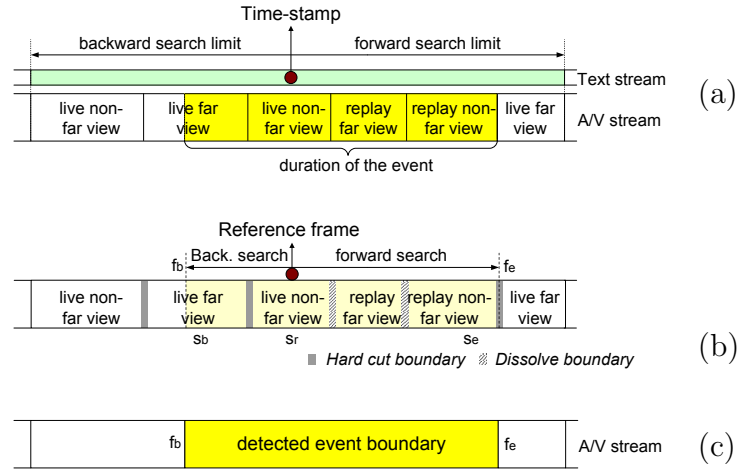 Time-stamp
backward search limit
forward search limit
Text stream
(a)
live non-
far view
live far
view
live non-
far view
replay
far view
replay non-
far view
live far
view
A/V stream
duration of the event
Reference frame
fb
Back. search
forward search
fe
live non-
far view
live far
view
live non-
far view
replay
far view
replay non-
far view
live far
view
sb
sr
se
(b)
Hard cut boundary
Dissolve boundary
fb
detected event boundary
fe
A/V stream
(c)